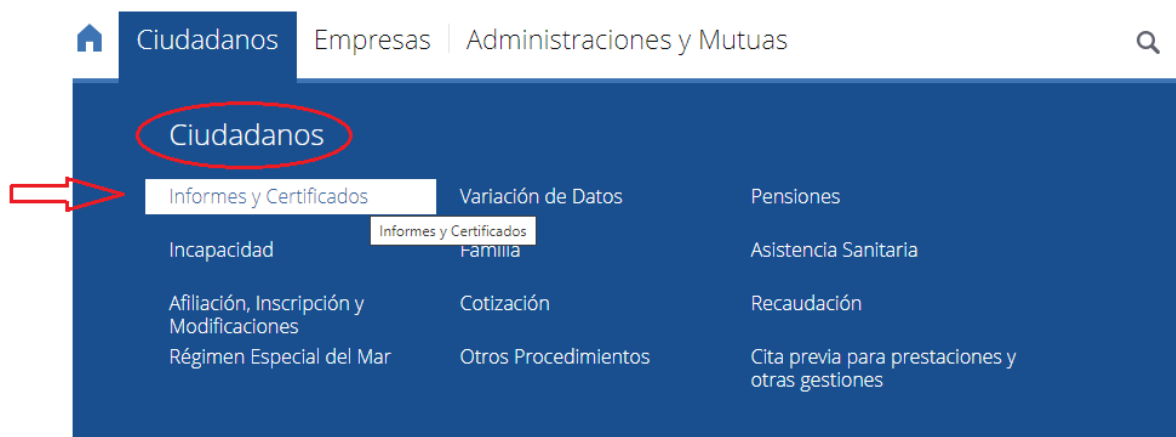 Ciudadanos Empresas Administraciones y Mutuas
Ciudadanos
Informes y Certificados Variación de Datos Pensiones
Informes y Certificados
Incapacidad Familia Asistencia Sanitaria
Afiliación, Inscripción y Cotización Recaudación
Modificaciones
Régimen Especial del Mar Otros Procedimientos Cita previa para prestaciones y
otras gestiones